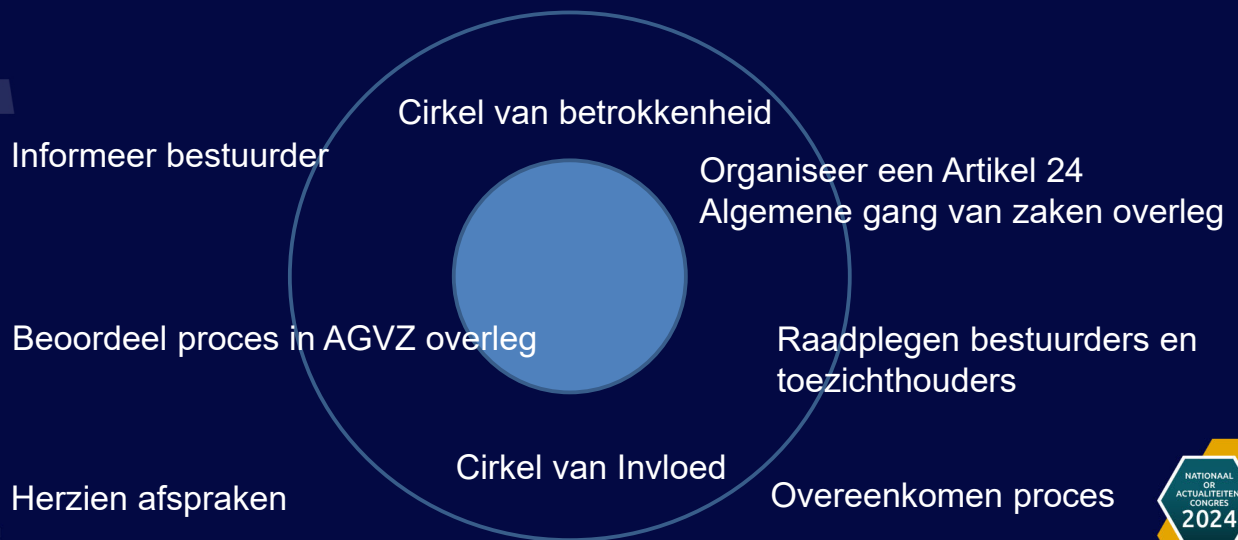 Cirkel van betrokkenheid
Informeer bestuurder
Organiseer een Artikel 24
Algemene gang van zaken overleg
Beoordeel proces in AGVZ overleg
Raadplegen bestuurders en
toezichthouders
Cirkel van Invloed
Herzien afspraken
Overeenkomen proces
NATIONAAL
OR
ACTUALITEITEN
CONGRES
2024